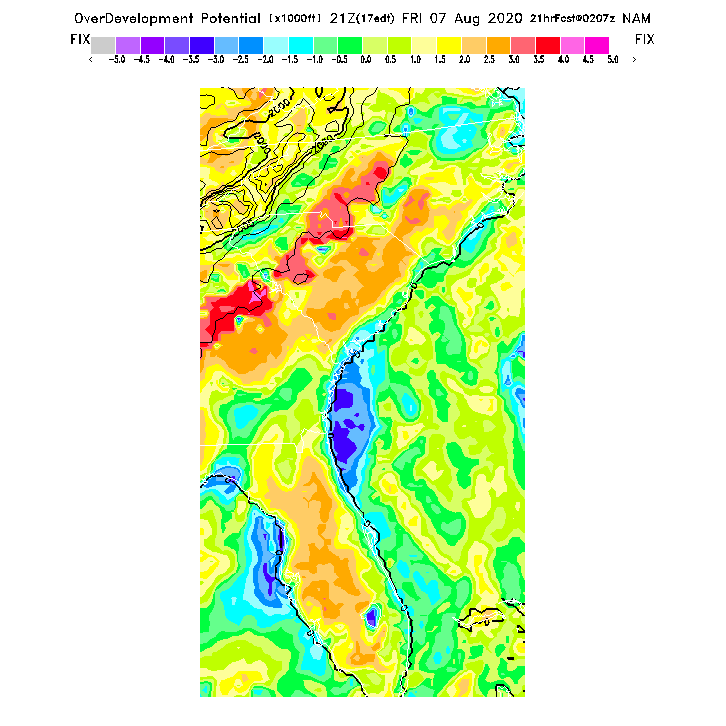 OverDevelopment Potential [x1000ft] 21Z(17edt) FRI 07 Aug 2020 21hrFcst@0207z NAM
FIX FIX
< -5.0 -4.5 -4.0 -3.5 -3.0 -2.5 -2.0 -1.5 -1.0 -0.5 0.0 0.5 1.0 1.5 2.0 2.5 3.0 3.5 4.0 4.5 5.0 >
2000
2000